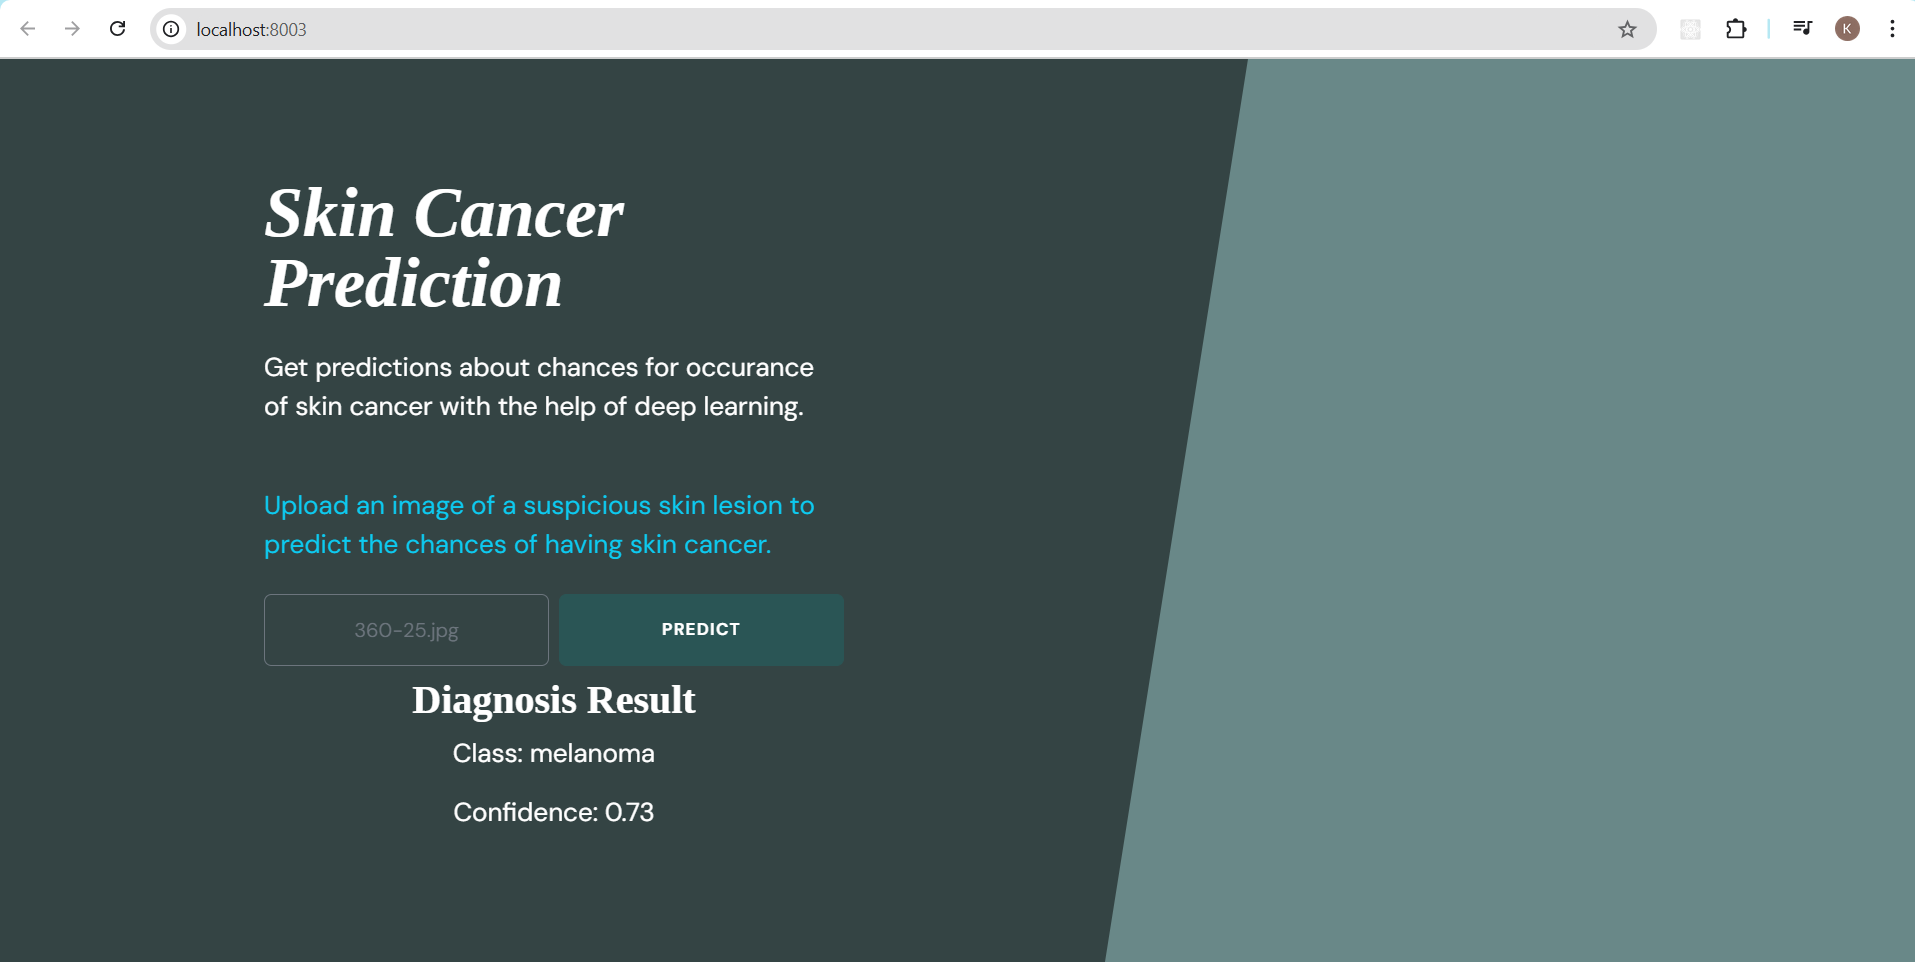 localhost:8003
K
Skin Cancer
Prediction
Get predictions about chances for occurance
of skin cancer with the help of deep learning.
Upload an image of a suspicious skin lesion to
predict the chances of having skin cancer.
360-25.jpg
PREDICT
Diagnosis Result
Class: melanoma
Confidence: 0.73